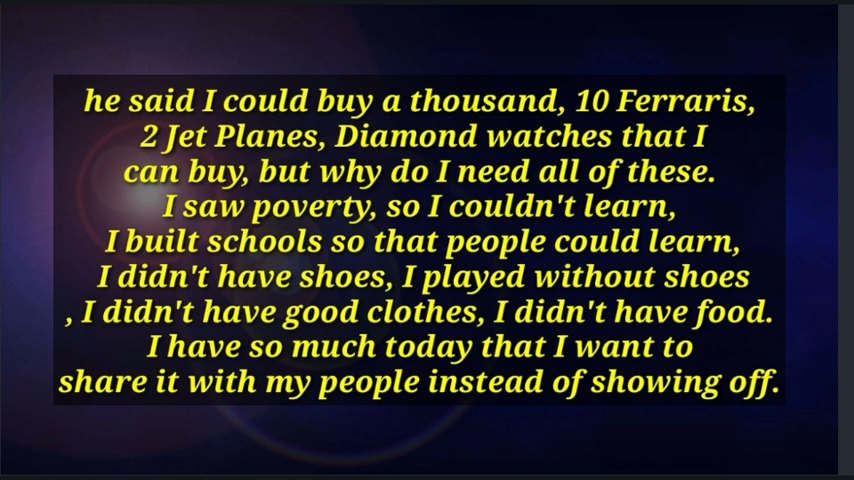 he said I could buy a thousand, 10 Ferraris,
2 Jet Planes, Diamond watches that I
can buy, but why do I need all of these.
I saw poverty, so I couldn't learn,
I built schools so that people could learn,
I didn't have shoes, I played without shoes
, I didn't have good clothes, I didn't have food.
I have so much today that I want to
share it with my people instead of showing off.